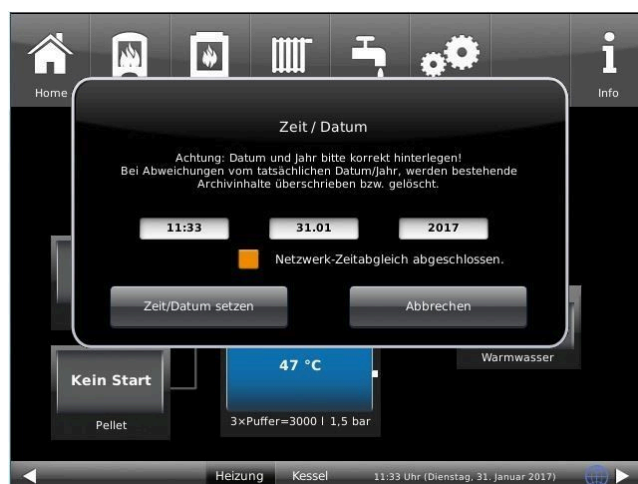 Home
Info
Zeit / Datum
Achtung: Datum und Jahr bitte korrekt hinterlegen!
Bei Abweichungen vom tatsächlichen Datum/Jahr, werden bestehende
Archivinhalte überschrieben bzw. gelöscht.
11:33
31.01
2017
Netzwerk-Zeitabgleich abgeschlossen.
Zeit/Datum setzen
Abbrechen
Warmwasser
Kein Start
47 °C
Pellet
3×Puffer=3000 l 1,5 bar
Heizung
Kessel
11:33 Uhr (Dienstag, 31. Januar 2017)